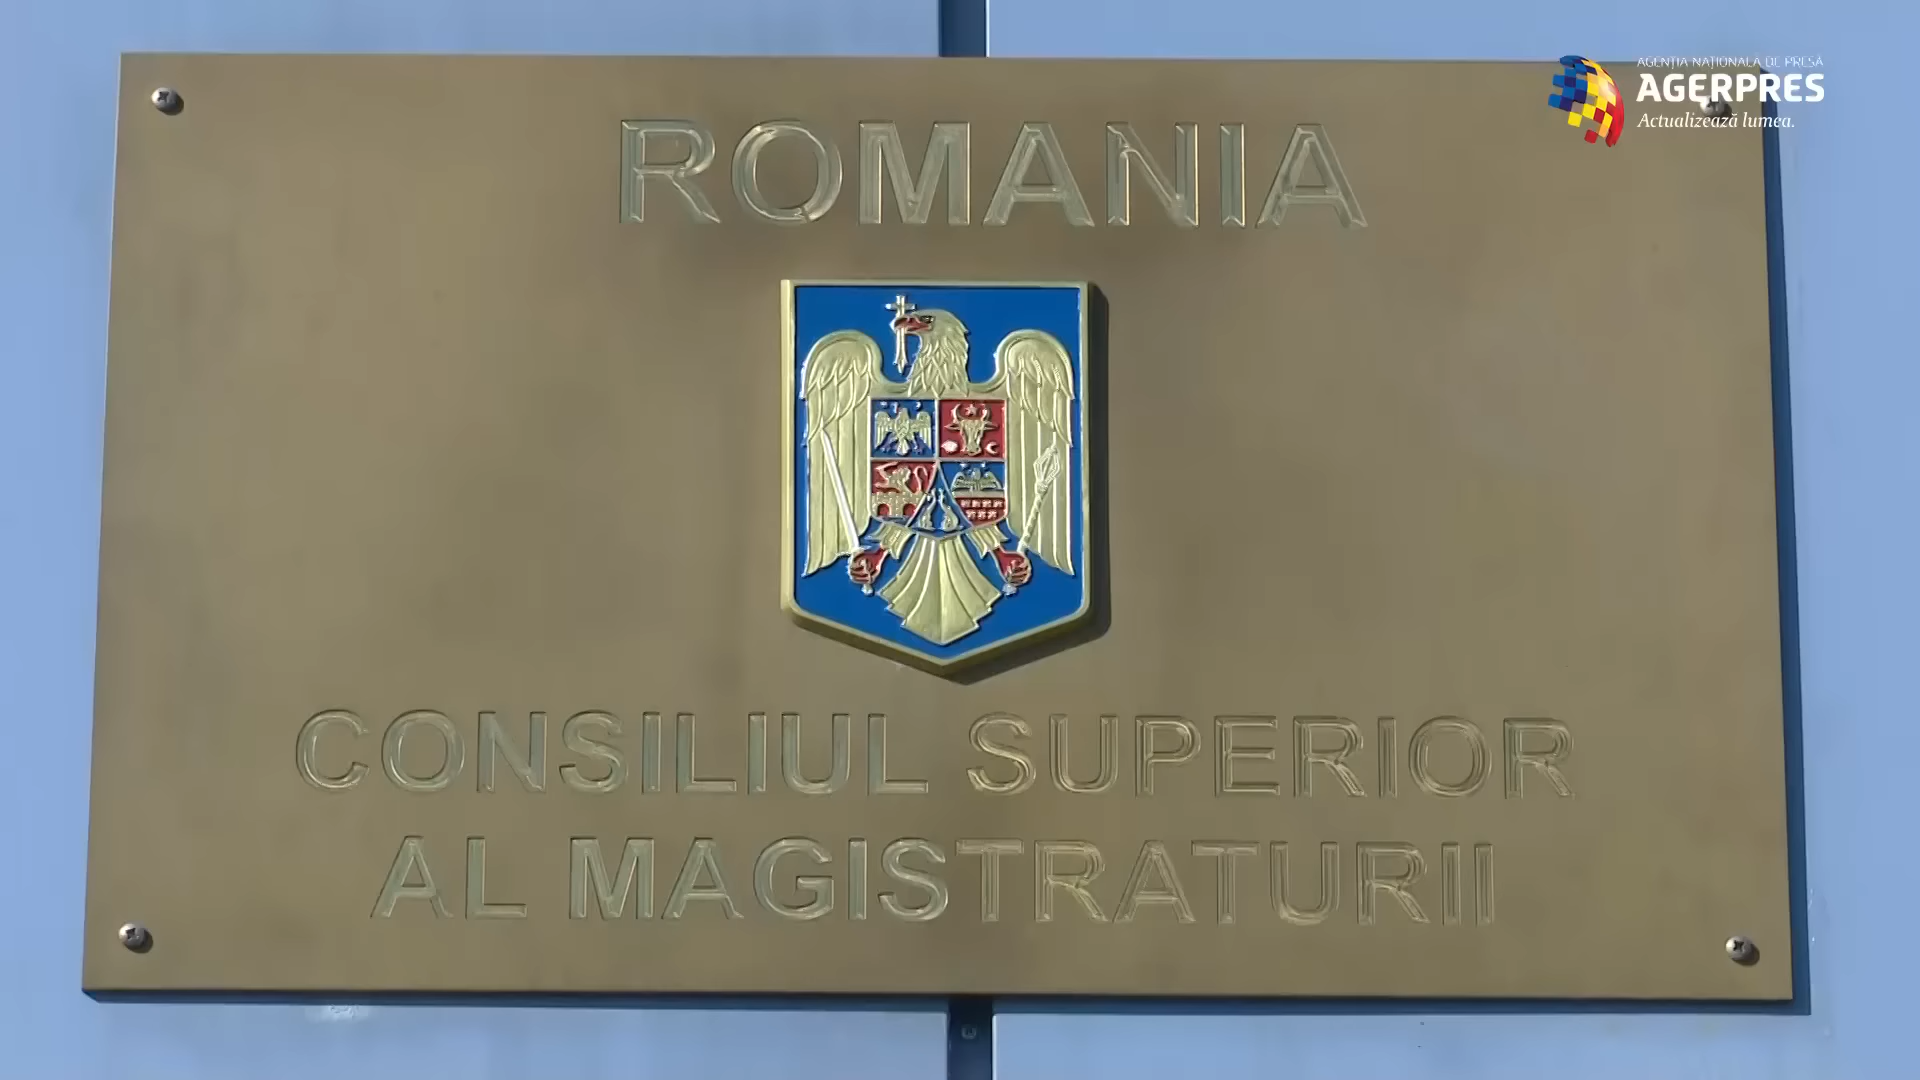 AGENȚIA NAȚIONALĂ DE PRESĂ
AGERPRES
Actualizează lumea.
ROMANIA
CONSILIUL SUPERIOR
AL MAGISTRATURII